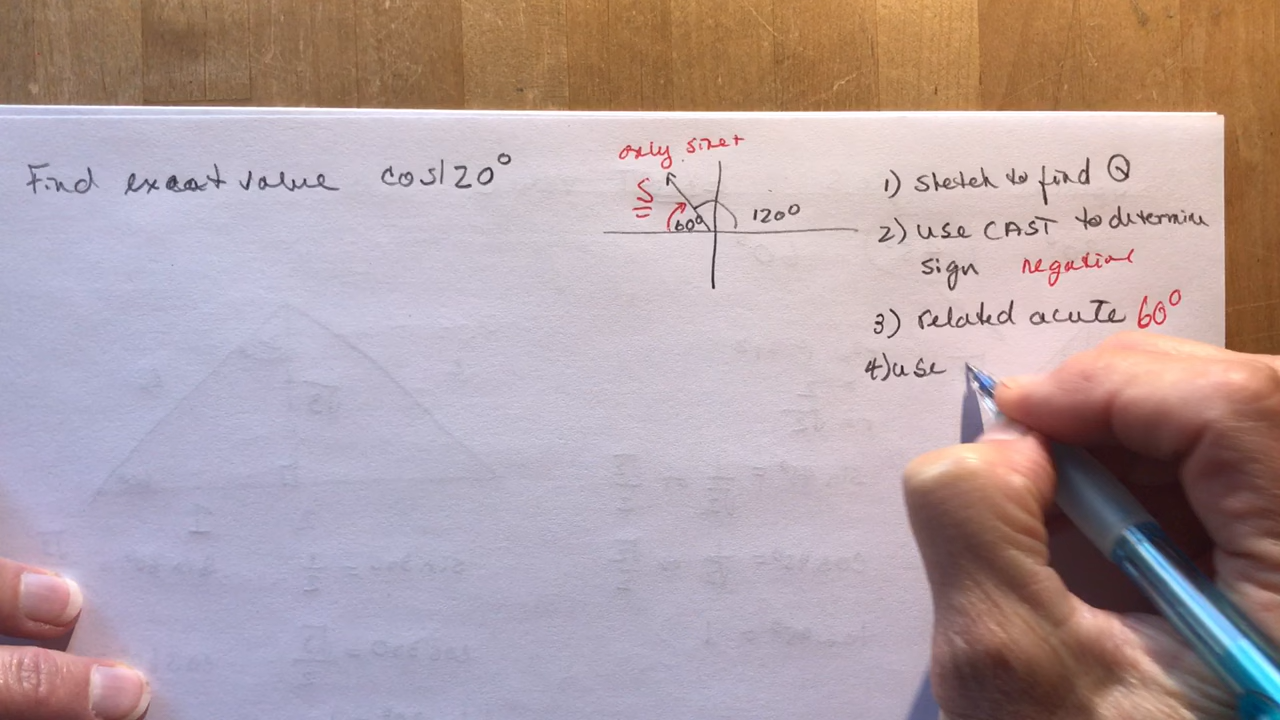 Find exact value cos120°
only sine+
S
60°
120°
1) sketch to find Q
2) use CAST to determine
sign negative
3) related acute 60°
4) use